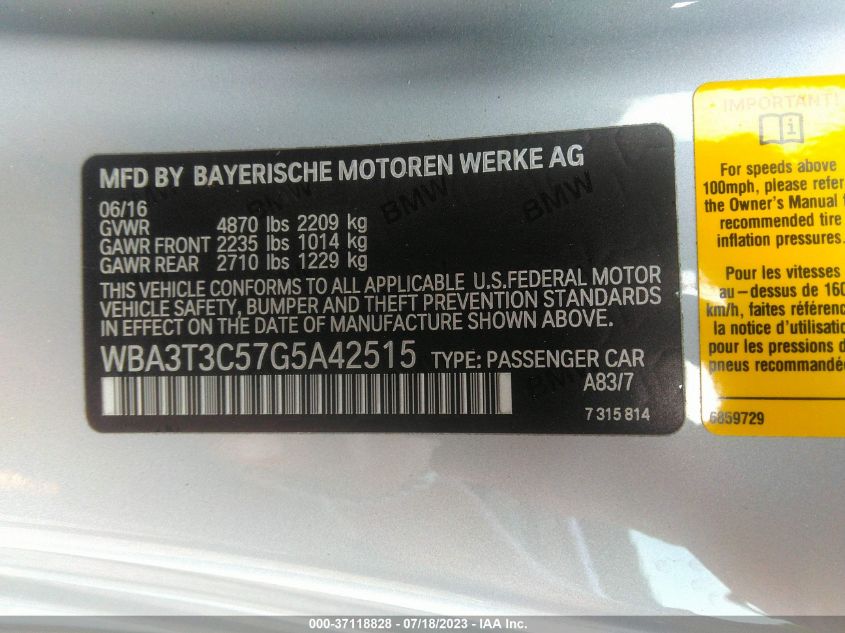 MFD BY BAYERISCHE MOTOREN WERKE AG
06/16
GVWR 4870 lbs 2209 kg
GAWR FRONT 2235 lbs 1014 kg
GAWR REAR 2710 lbs 1229 kg
THIS VEHICLE CONFORMS TO ALL APPLICABLE U.S.FEDERAL MOTOR
VEHICLE SAFETY, BUMPER AND THEFT PREVENTION STANDARDS
IN EFFECT ON THE DATE OF MANUFACTURE SHOWN ABOVE.
WBA3T3C57G5A42515 TYPE: PASSENGER CAR
A83/7
7 315 814
BMW
BMW
BMW
BMW
• IMPORTANT!
For speeds above
100mph, please refer
the Owner's Manual f
recommended tire
inflation pressures.
Pour les vitesses
au-dessus de 160
km/h, faites référenc
la notice d'utilisatio
pour les pressions d
pneus recommandée
6859729
000-37118828 - 07/18/2023 - IAA Inc.